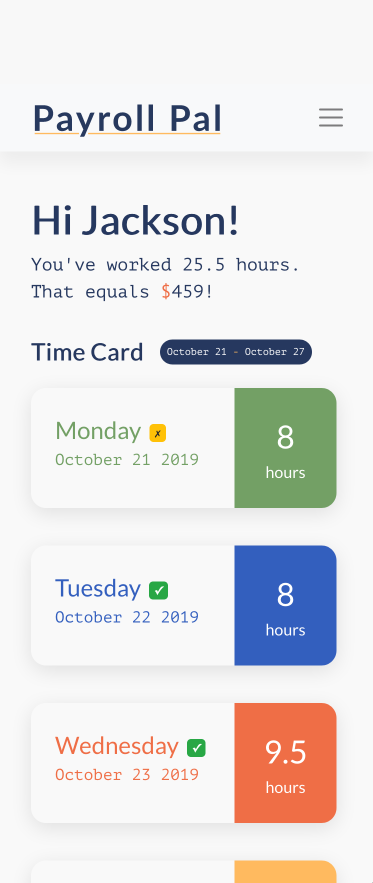 Payroll Pal
Hi Jackson!
You've worked 25.5 hours.
That equals $459!
Time Card
October 21 - October 27
Monday ✗
October 21 2019
8
hours
Tuesday ✓
October 22 2019
8
hours
Wednesday ✓
October 23 2019
9.5
hours